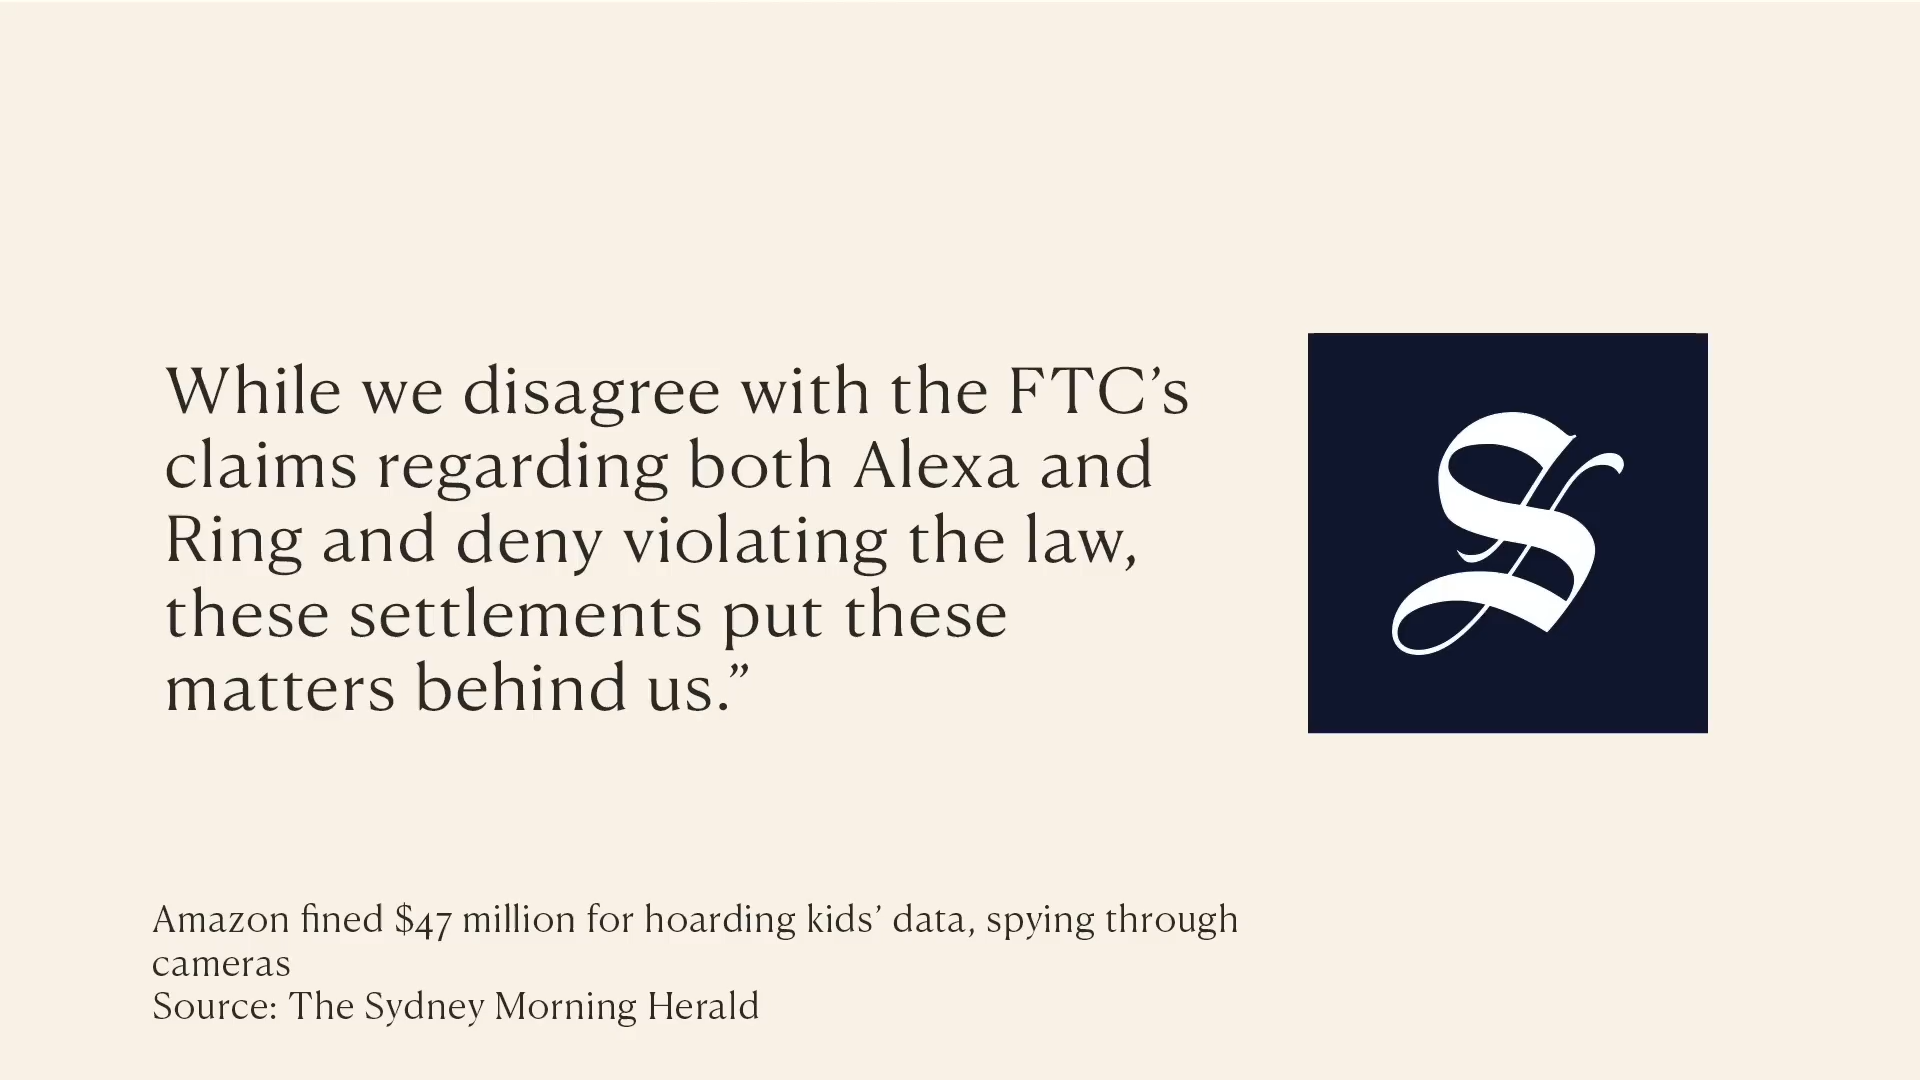 While we disagree with the FTC’s
claims regarding both Alexa and
Ring and deny violating the law,
these settlements put these
matters behind us.”
S
Amazon fined $47 million for hoarding kids’ data, spying through
cameras
Source: The Sydney Morning Herald